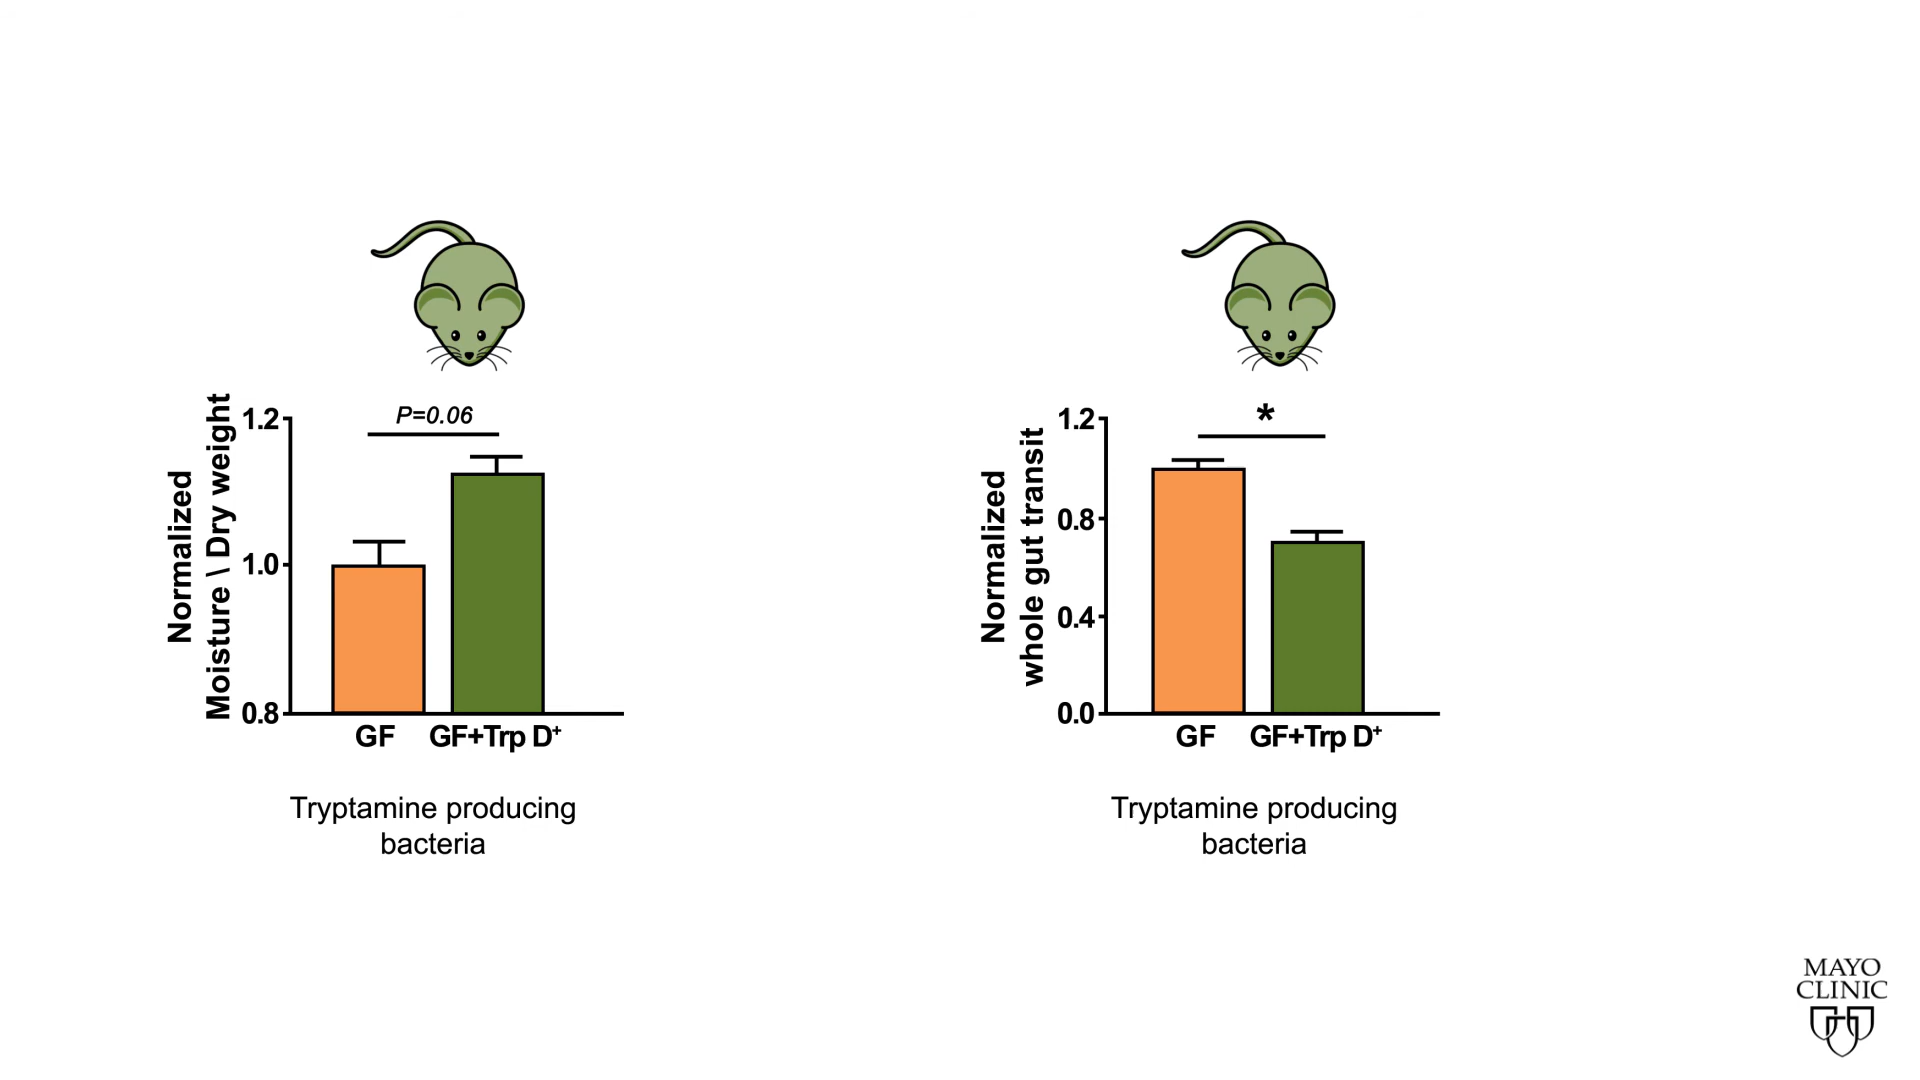 Normalized
Moisture \ Dry weight
1.2
1.0
0.8
P=0.06
GF GF+Trp D⁺
Tryptamine producing
bacteria
Normalized
whole gut transit
1.2
0.8
0.4
0.0
*
GF GF+Trp D⁺
Tryptamine producing
bacteria
MAYO
CLINIC